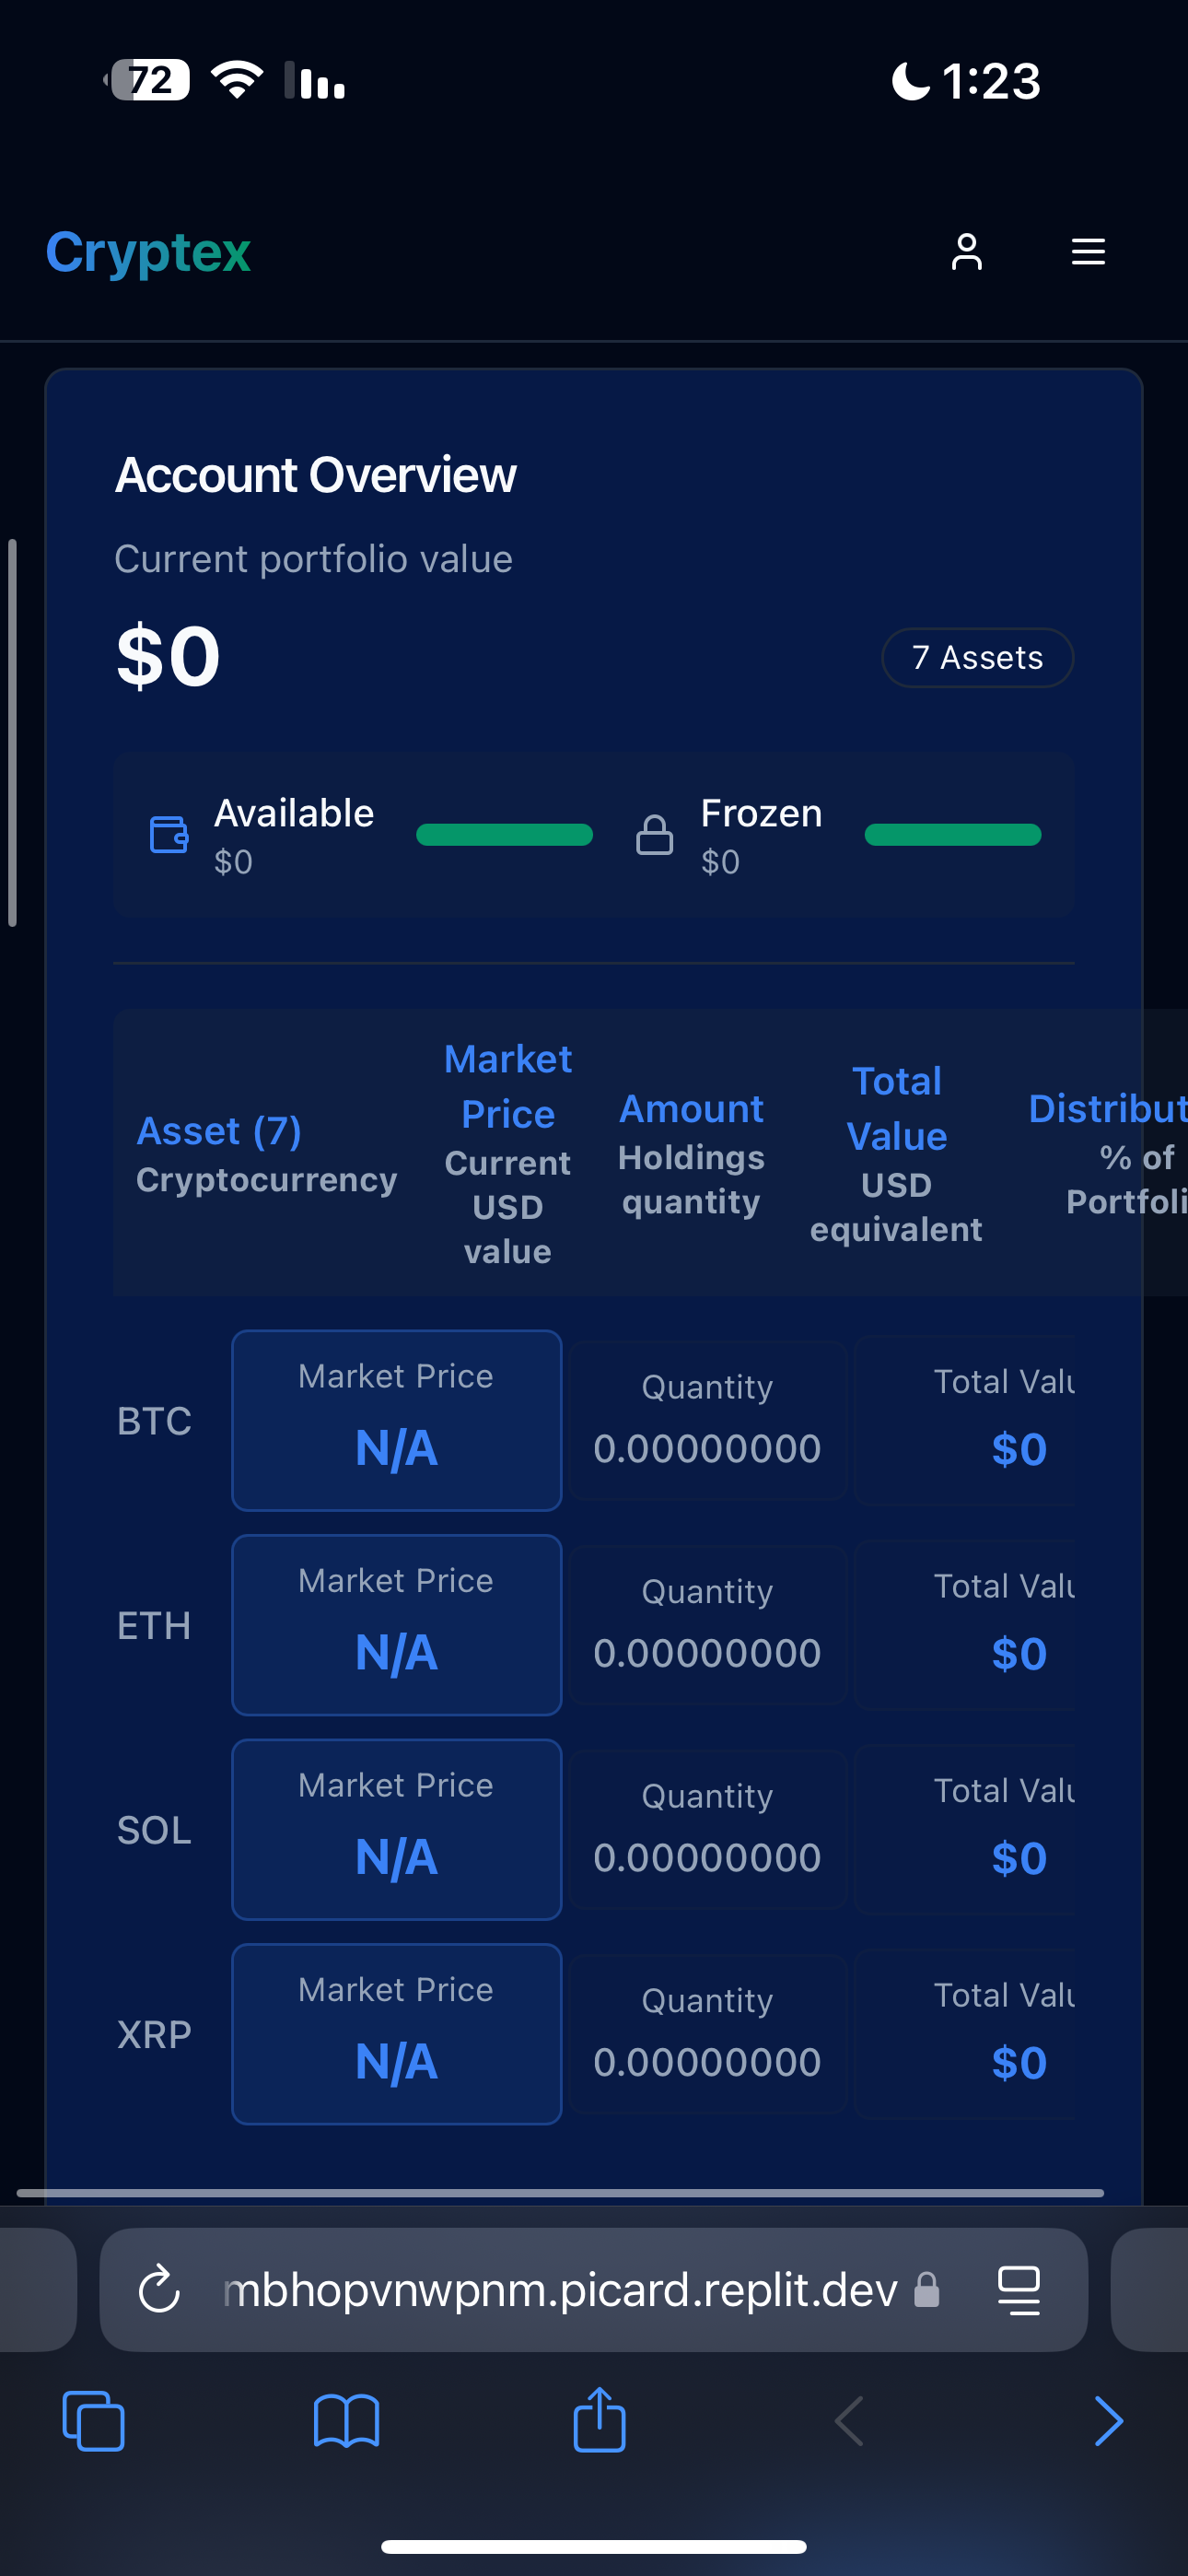 72
1:23
Cryptex
Account Overview
Current portfolio value
$0
7 Assets
Available
$0
Frozen
$0
Asset (7)
Cryptocurrency
Market
Price
Current
USD
value
Amount
Holdings
quantity
Total
Value
USD
equivalent
Distribut
% of
Portfoli
BTC
Market Price
N/A
Quantity
0.00000000
Total Valu
$0
ETH
Market Price
N/A
Quantity
0.00000000
Total Valu
$0
SOL
Market Price
N/A
Quantity
0.00000000
Total Valu
$0
XRP
Market Price
N/A
Quantity
0.00000000
Total Valu
$0
mbhopvnwpnm.picard.replit.dev